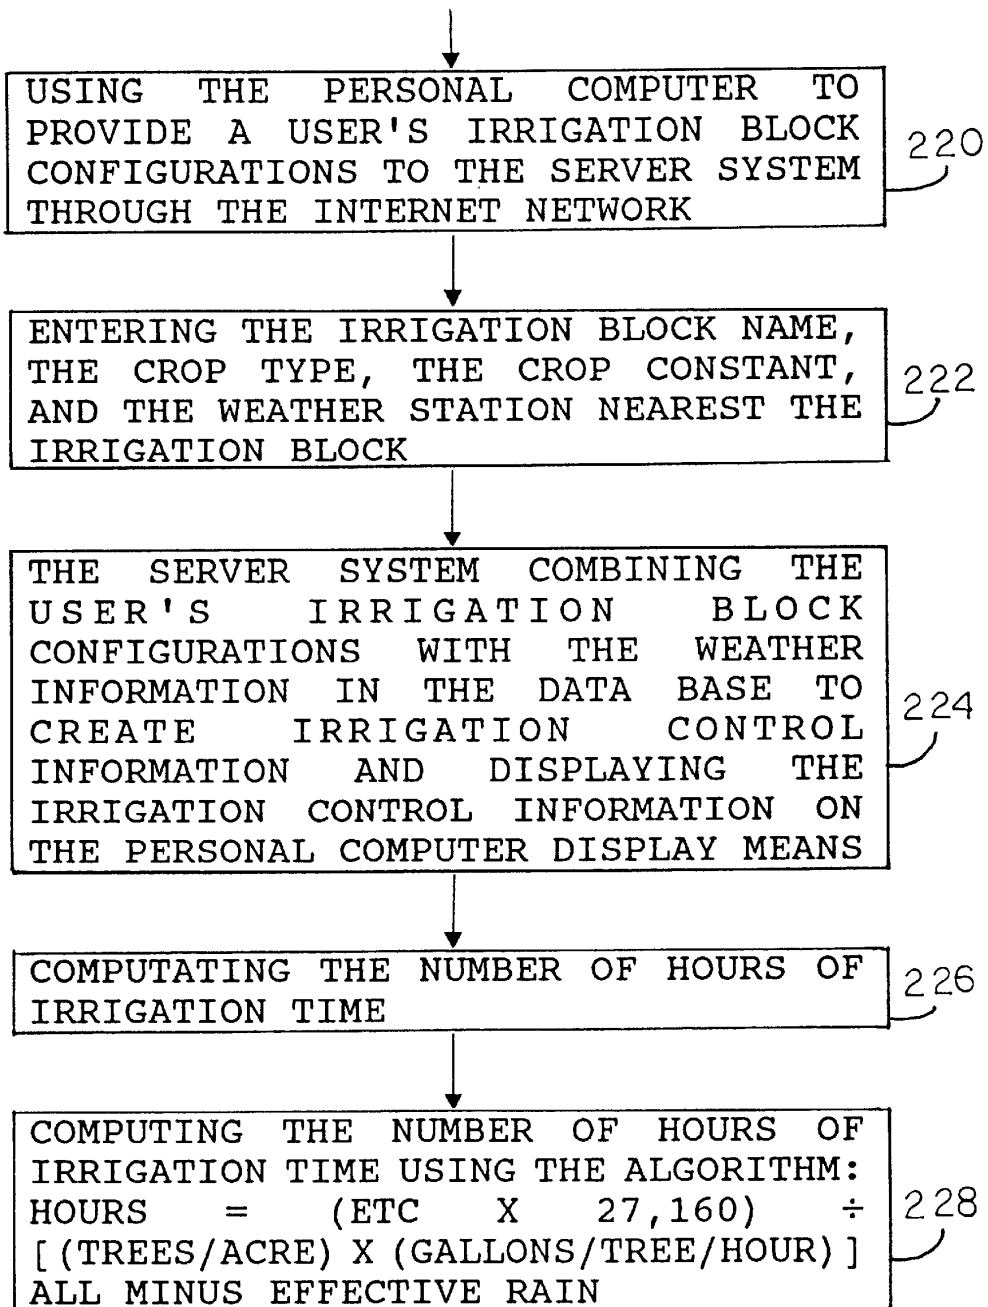 USING THE PERSONAL COMPUTER TO
PROVIDE A USER'S IRRIGATION BLOCK
CONFIGURATIONS TO THE SERVER SYSTEM
THROUGH THE INTERNET NETWORK
220
ENTERING THE IRRIGATION BLOCK NAME,
THE CROP TYPE, THE CROP CONSTANT,
AND THE WEATHER STATION NEAREST THE
IRRIGATION BLOCK
222
THE SERVER SYSTEM COMBINING THE
USER'S IRRIGATION BLOCK
CONFIGURATIONS WITH THE WEATHER
INFORMATION IN THE DATA BASE TO
CREATE IRRIGATION CONTROL
INFORMATION AND DISPLAYING THE
IRRIGATION CONTROL INFORMATION ON
THE PERSONAL COMPUTER DISPLAY MEANS
224
COMPUTATING THE NUMBER OF HOURS OF
IRRIGATION TIME
226
COMPUTING THE NUMBER OF HOURS OF
IRRIGATION TIME USING THE ALGORITHM:
HOURS = (ETC X 27,160) ÷
[(TREES/ACRE) X (GALLONS/TREE/HOUR)]
ALL MINUS EFFECTIVE RAIN
228